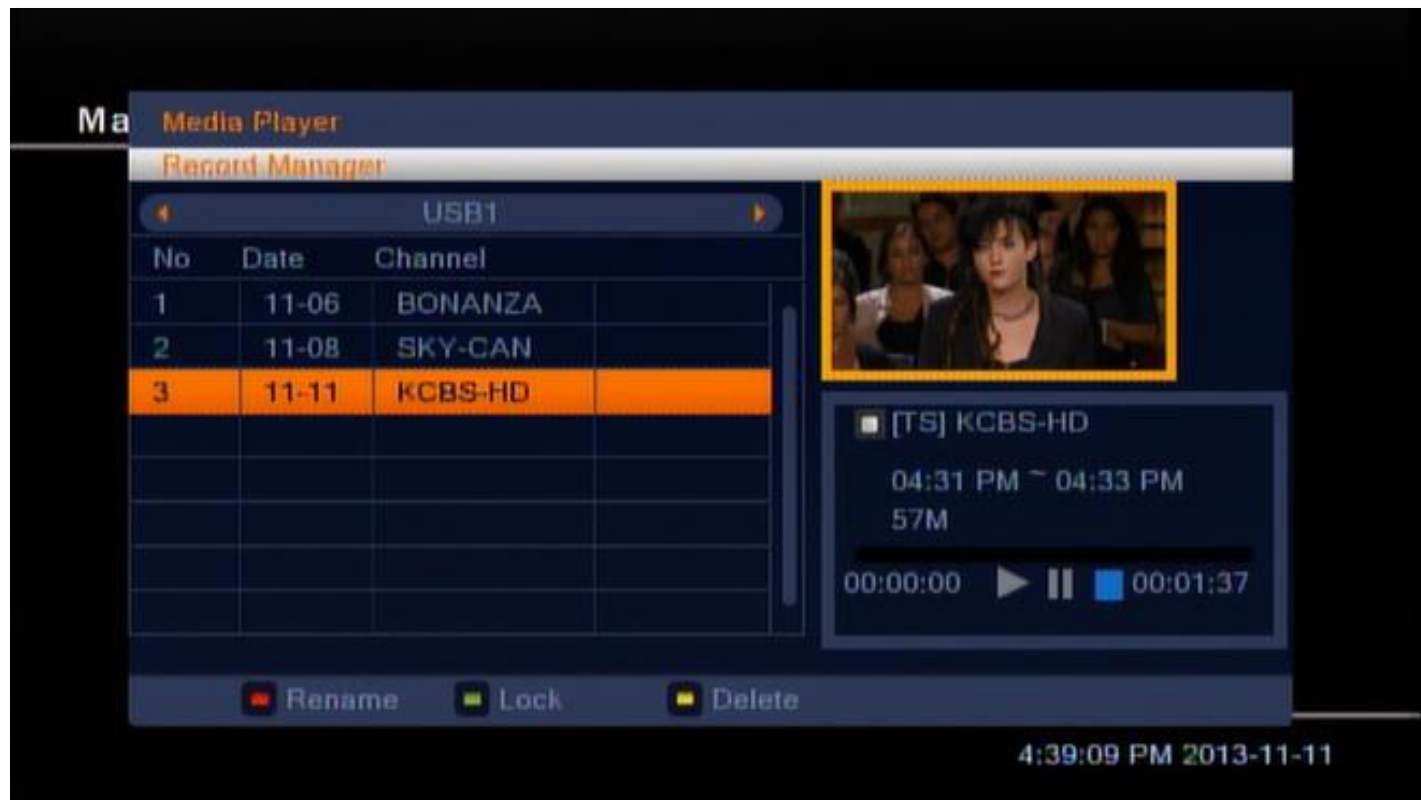 Ma
Media Player
Record Manager
USB1
No Date Channel
1 11-06 BONANZA
2 11-08 SKY-CAN
3 11-11 KCBS-HD
[TS] KCBS-HD
04:31 PM ~ 04:33 PM
57M
00:00:00 00:01:37
Rename Lock Delete
4:39:09 PM 2013-11-11